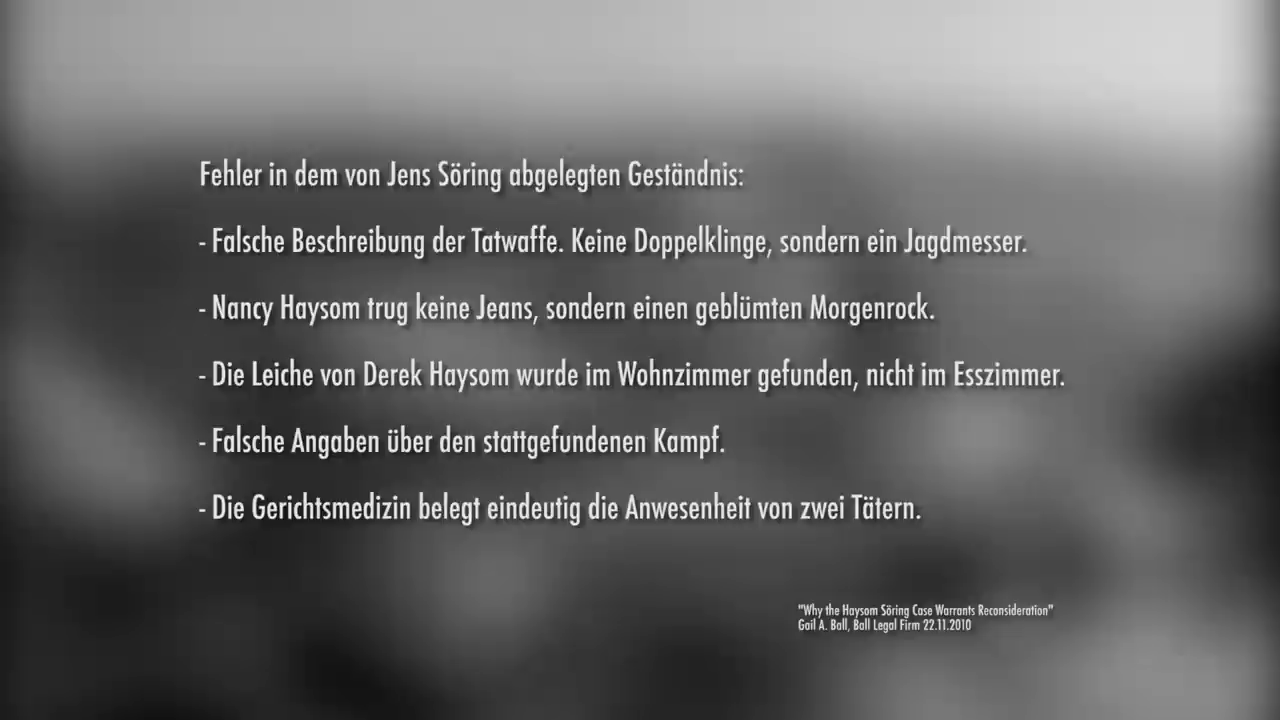 Fehler in dem von Jens Söring abgelegten Geständnis:
- Falsche Beschreibung der Tatwaffe. Keine Doppelklinge, sondern ein Jagdmesser.
- Nancy Haysom trug keine Jeans, sondern einen geblümten Morgenrock.
- Die Leiche von Derek Haysom wurde im Wohnzimmer gefunden, nicht im Esszimmer.
- Falsche Angaben über den stattgefundenen Kampf.
- Die Gerichtsmedizin belegt eindeutig die Anwesenheit von zwei Tätern.
"Why the Haysom Söring Case Warrants Reconsideration"
Gail A. Ball, Ball Legal Firm 22.11.2010